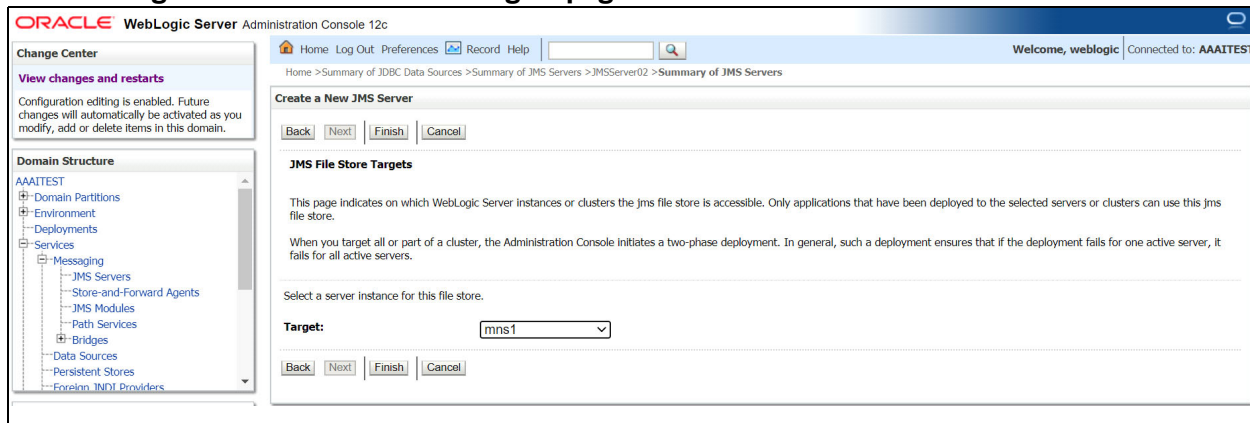 ORACLE WebLogic Server Administration Console 12c
Change Center
View changes and restarts
Configuration editing is enabled. Future
changes will automatically be activated as you
modify, add or delete items in this domain.
Domain Structure
AAAITEST
Domain Partitions
Environment
Deployments
Services
Messaging
JMS Servers
Store-and-Forward Agents
JMS Modules
Path Services
Bridges
Data Sources
Persistent Stores
Foreign JNDI Providers
Home Log Out Preferences Record Help
Welcome, weblogic Connected to: AAAITEST
Home >Summary of JDBC Data Sources >Summary of JMS Servers >JMSServer02 >Summary of JMS Servers
Create a New JMS Server
Back Next Finish Cancel
JMS File Store Targets
This page indicates on which WebLogic Server instances or clusters the jms file store is accessible. Only applications that have been deployed to the selected servers or clusters can use this jms
file store.
When you target all or part of a cluster, the Administration Console initiates a two-phase deployment. In general, such a deployment ensures that if the deployment fails for one active server, it
fails for all active servers.
Select a server instance for this file store.
Target: mns1
Back Next Finish Cancel